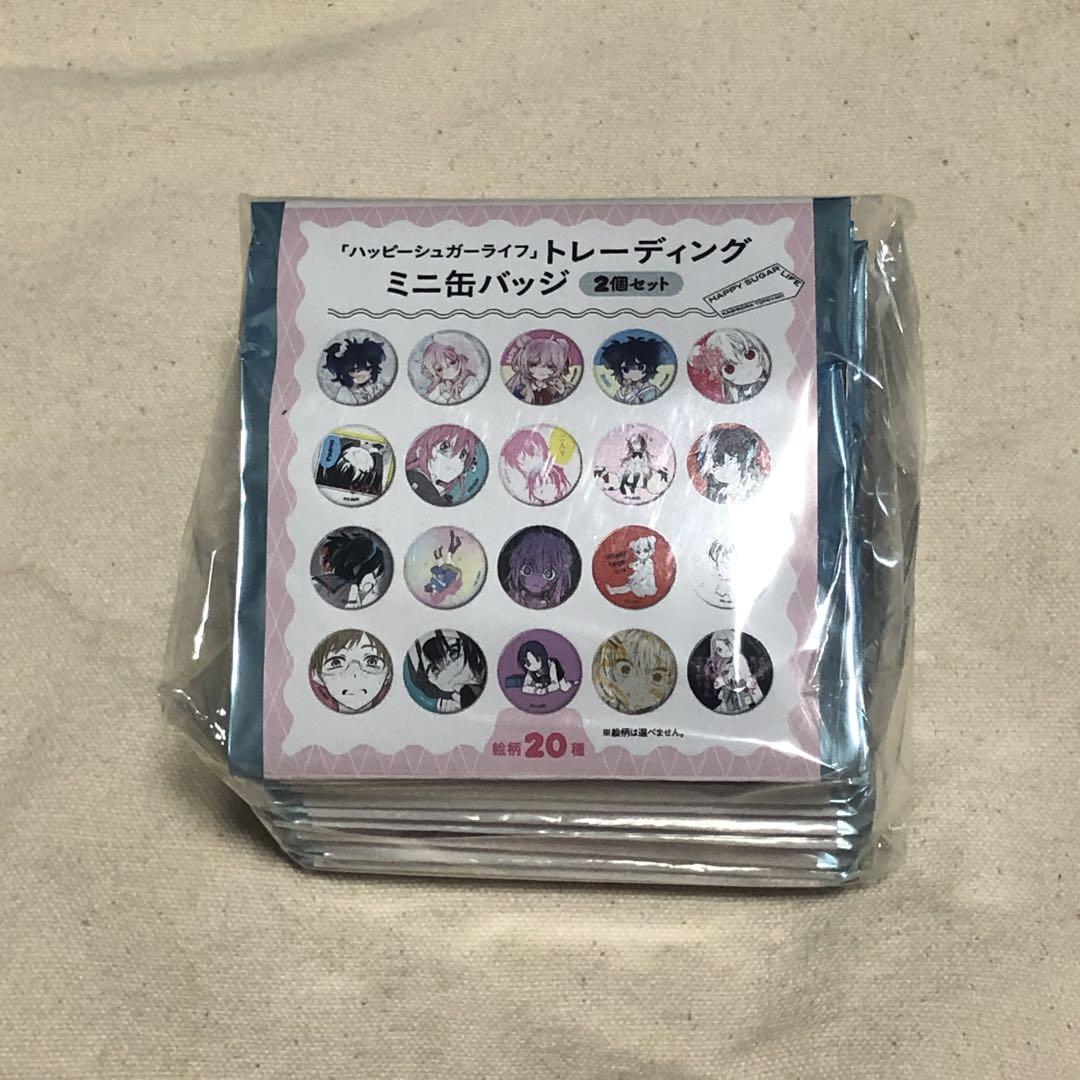 「ハッピーシュガーライフ」トレーディング
ミニ缶バッジ 2個セット
HAPPY SUGAR LIFE
絵柄20種
※絵柄は選べません。